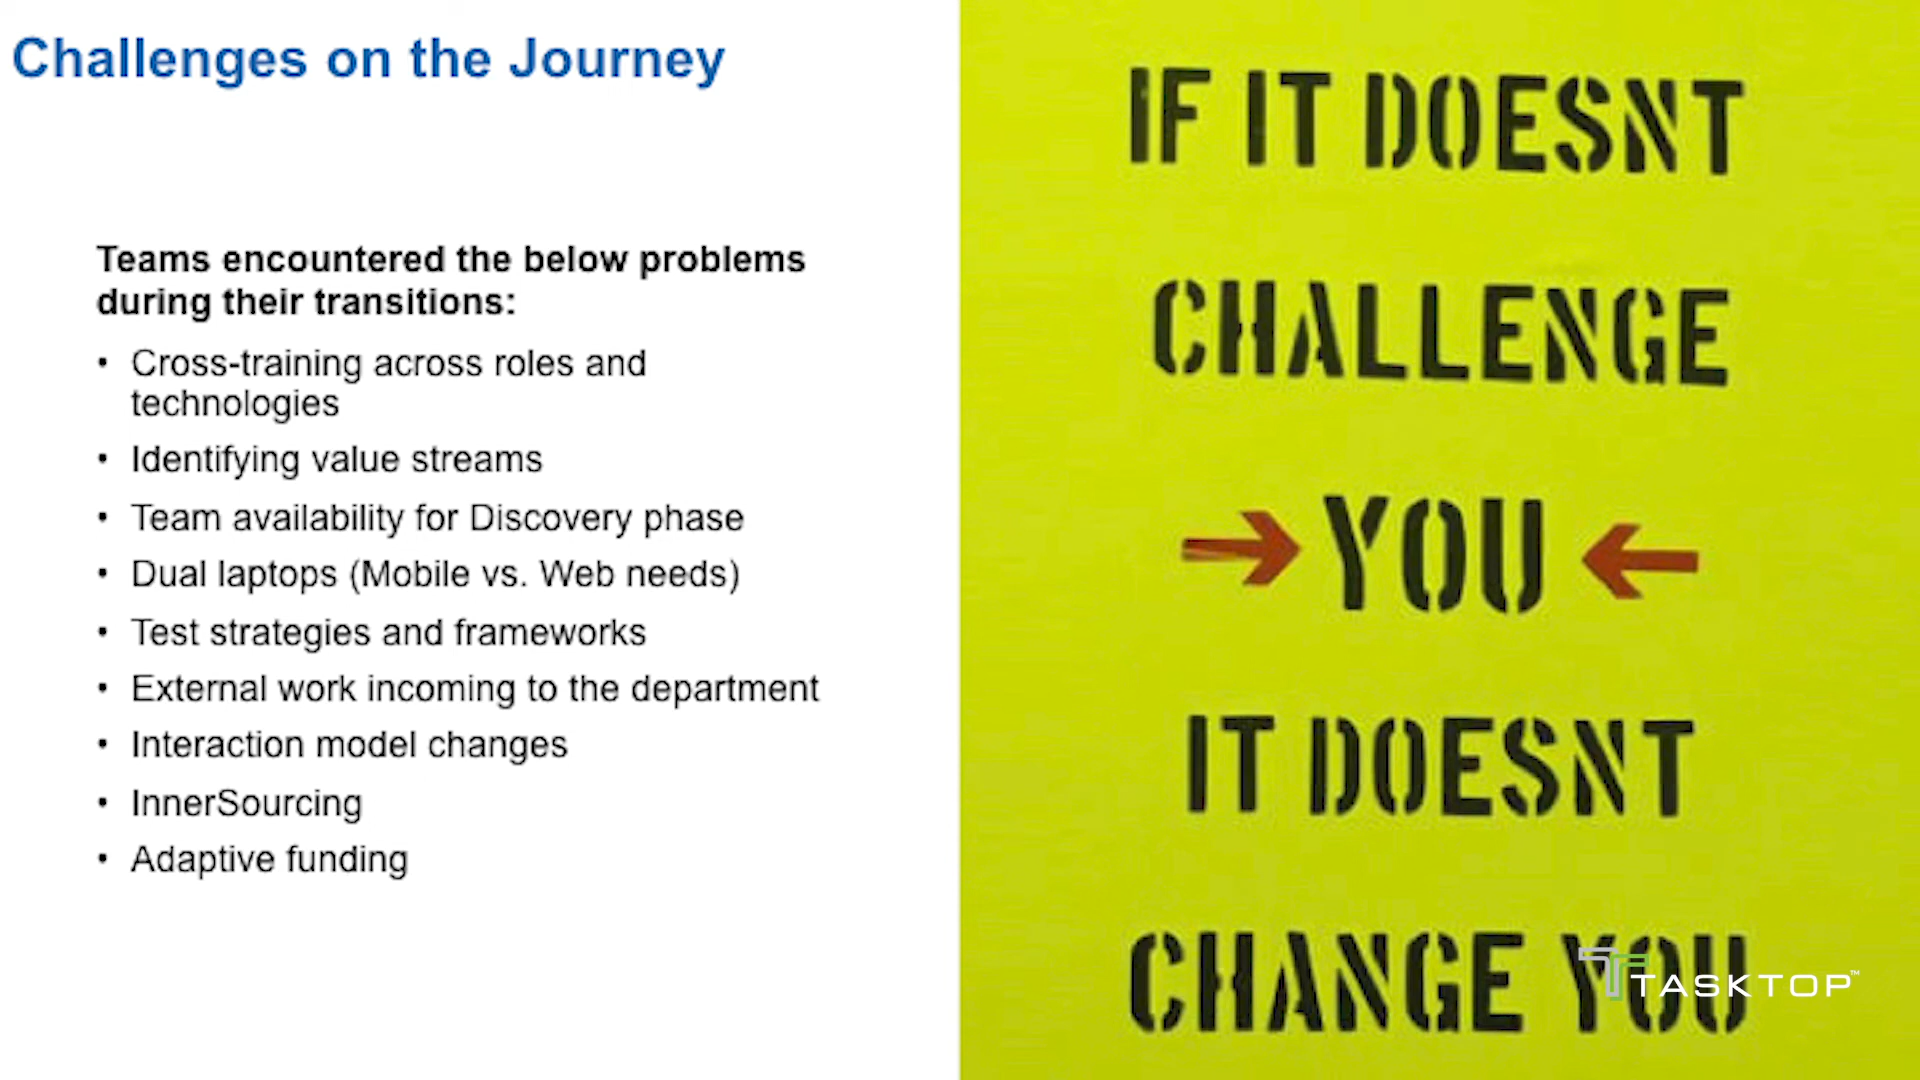 Challenges on the Journey
Teams encountered the below problems
during their transitions:
• Cross-training across roles and
technologies
• Identifying value streams
• Team availability for Discovery phase
• Dual laptops (Mobile vs. Web needs)
• Test strategies and frameworks
• External work incoming to the department
• Interaction model changes
• InnerSourcing
• Adaptive funding
IF IT DOESNT
CHALLENGE
→ YOU ←
IT DOESNT
CHANGE YOU
TASKTOP™